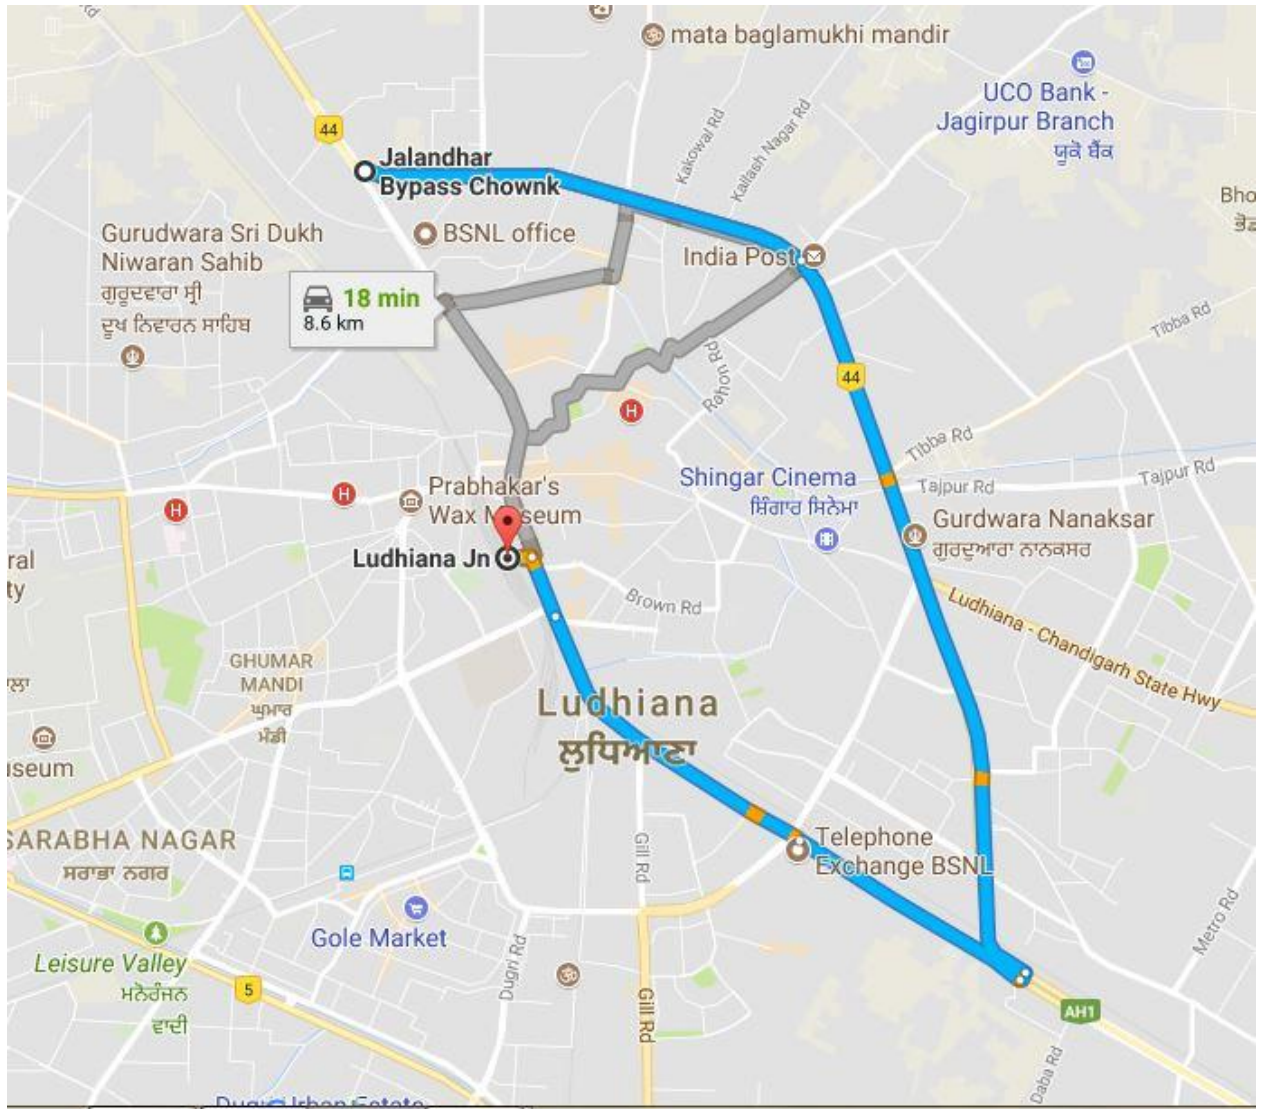 mata baglamukhi mandir
UCO Bank -
Jagirpur Branch
ਯੂਕੋ ਬੈਂਕ
44
Jalandhar
Bypass Chownk
Kakowal Rd
Kailash Nagar Rd
Bho
Gurudwara Sri Dukh
Niwaran Sahib
ਗੁਰੂਦਵਾਰਾ ਸ੍ਰੀ
ਦੂਖ ਨਿਵਾਰਨ ਸਾਹਿਬ
BSNL office
India Post
18 min
8.6 km
Tibba Rd
Rahon Rd
44
H
Tibba Rd
Tajpur Rd
Tajpur Rd
Shingar Cinema
ਸ਼ਿੰਗਾਰ ਸਿਨੇਮਾ
H
H
Prabhakar's
Wax Museum
Gurdwara Nanaksar
ਗੁਰਦੁਆਰਾ ਨਾਨਕਸਰ
Ludhiana Jn
ral
ty
Brown Rd
Ludhiana - Chandigarh State Hwy
GHUMAR
MANDI
ਘੁਮਾਰ
ਮੰਡੀ
ਲਾ
Ludhiana
ਲੁਧਿਆਣਾ
useum
SARABHA NAGAR
ਸਰਾਭਾ ਨਗਰ
Telephone
Exchange BSNL
Gill Rd
Gole Market
Metro Rd
Leisure Valley
ਮਨੋਰੰਜਨ
ਵਾਦੀ
5
Dugri Rd
Gill Rd
AH1
Daba Rd